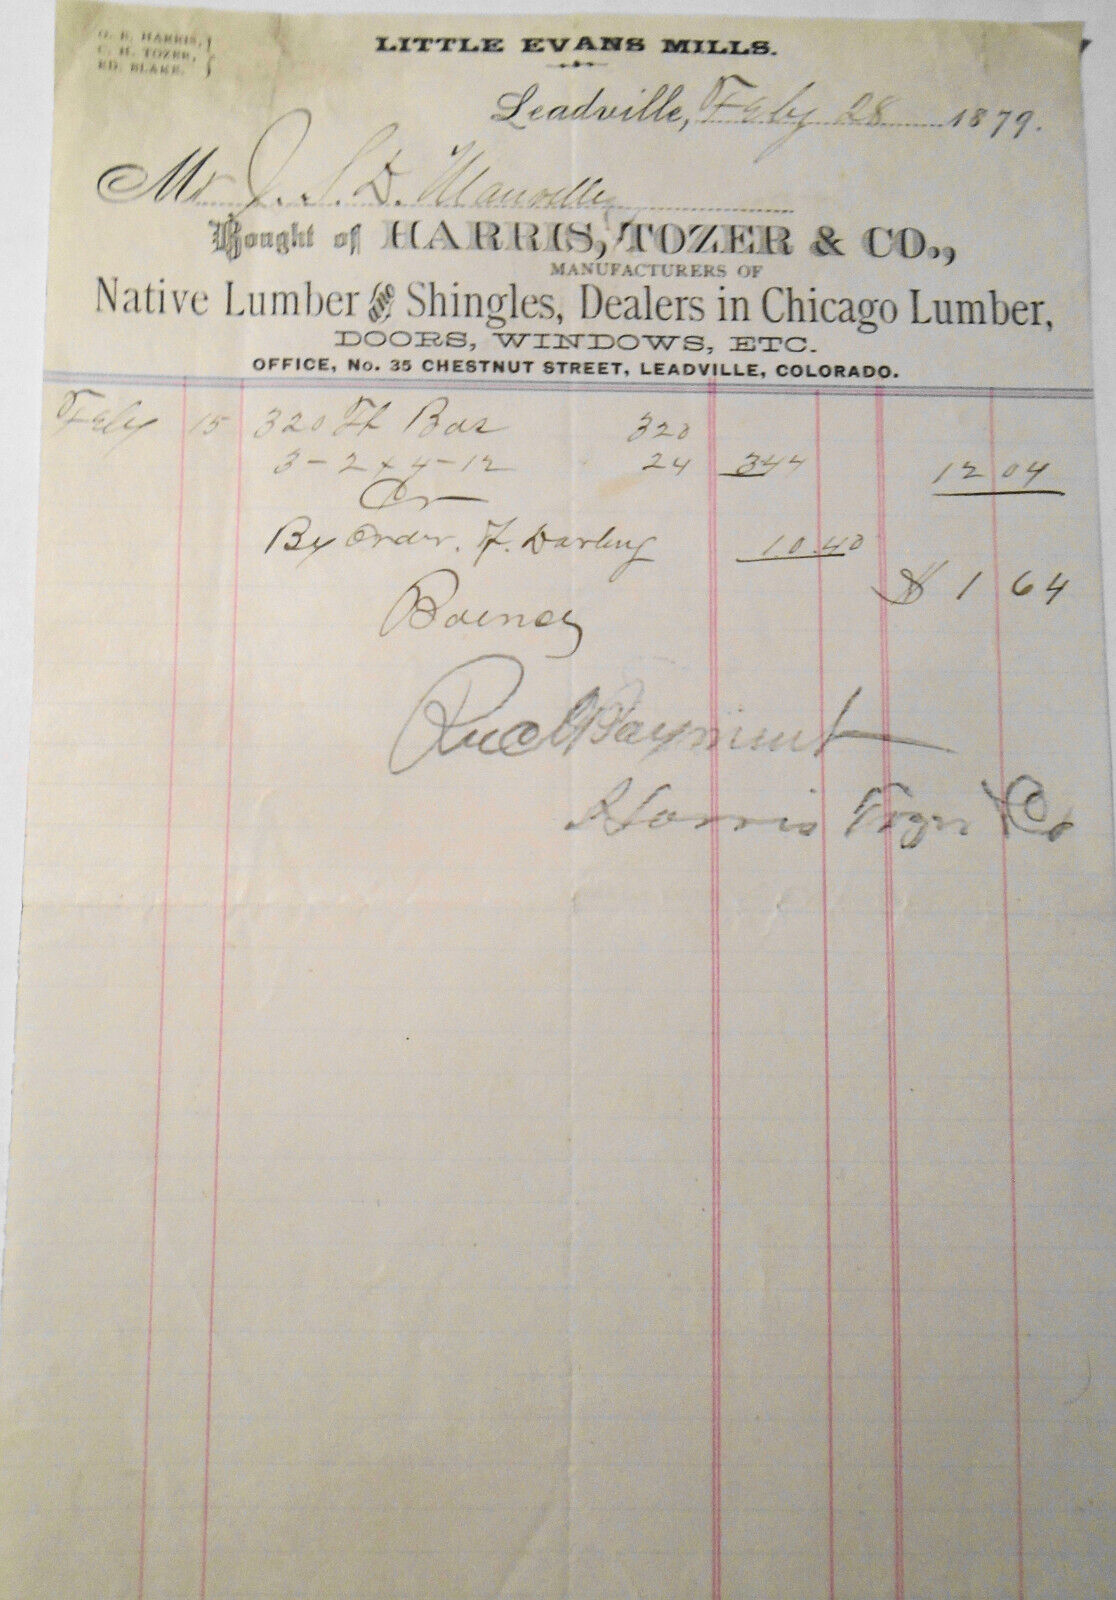 O. H. HARRIS,
C. H. TOZER,
ED. BLAKE.
LITTLE EVANS MILLS.
Leadville, Feby 28 1879.
Mr J. S. D. Manville
Bought of HARRIS, TOZER & CO.,
MANUFACTURERS OF
Native Lumber and Shingles, Dealers in Chicago Lumber,
DOORS, WINDOWS, ETC.
OFFICE, No. 35 CHESTNUT STREET, LEADVILLE, COLORADO.
Feby 15 320 Ft Bds 320
3-2x4-12 24 344 12 04
Cr
By Order. F. Darling 10.40
$ 1 64
Recd Payment
Harris Tozer & Co